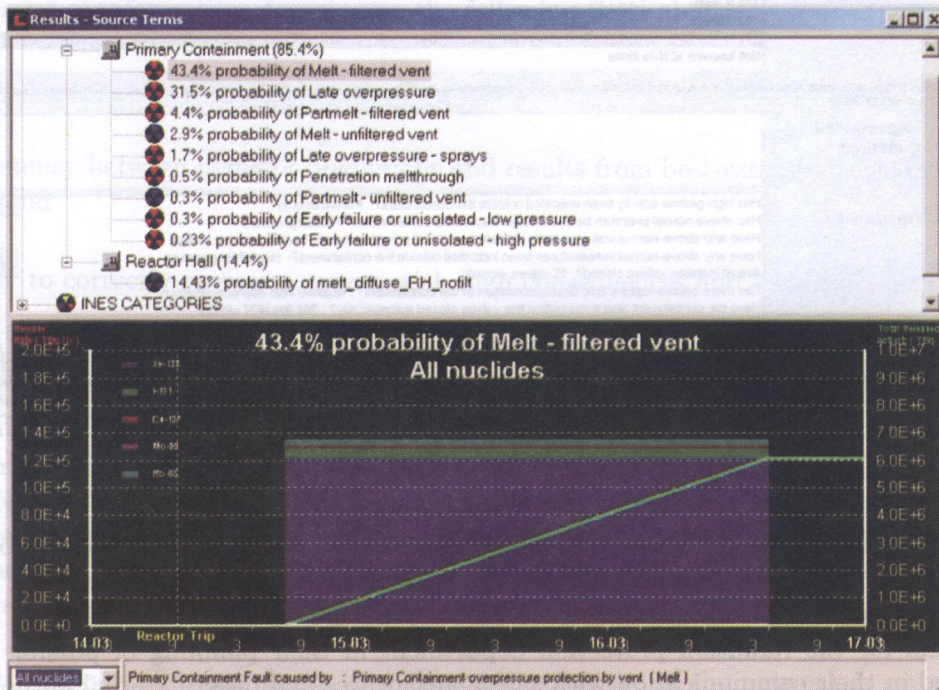 Results - Source Terms
Primary Containment (85.4%)
43.4% probability of Melt - filtered vent
31.5% probability of Late overpressure
4.4% probability of Partmelt - filtered vent
2.9% probability of Melt - unfiltered vent
1.7% probability of Late overpressure - sprays
0.5% probability of Penetration meltthrough
0.3% probability of Partmelt - unfiltered vent
0.3% probability of Early failure or unisolated - low pressure
0.23% probability of Early failure or unisolated - high pressure
Reactor Hall (14.4%)
14.43% probability of melt_diffuse_RH_nofilt
INES CATEGORIES
43.4% probability of Melt - filtered vent
All nuclides
Release
Total Released
2.0E+5
1.8E+5
1.6E+5
1.4E+5
1.2E+5
1.0E+5
8.0E+4
6.0E+4
4.0E+4
2.0E+4
0.0E+0
Xe-133
I-131
1.0E+7
9.0E+6
8.0E+6
7.0E+6
6.0E+6
5.0E+6
4.0E+6
3.0E+6
2.0E+6
1.0E+6
0.0E+0
Reactor Trip
14-03 3 9 15-03 9 3 9 16-03 9 3 9 17-03
All nuclides Primary Containment Fault caused by : Primary Containment overpressure protection by vent ( Melt )